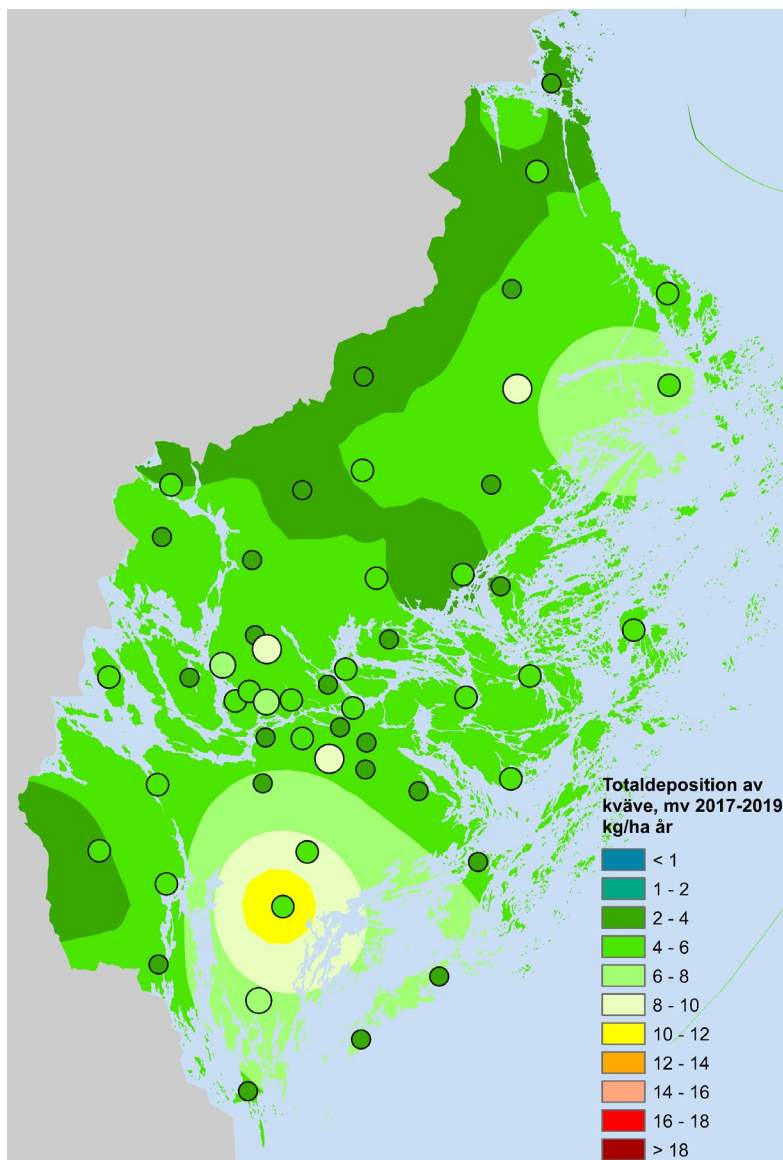 Totaldeposition av
kväve, mv 2017-2019
kg/ha år
< 1
1 - 2
2 - 4
4 - 6
6 - 8
8 - 10
10 - 12
12 - 14
14 - 16
16 - 18
> 18